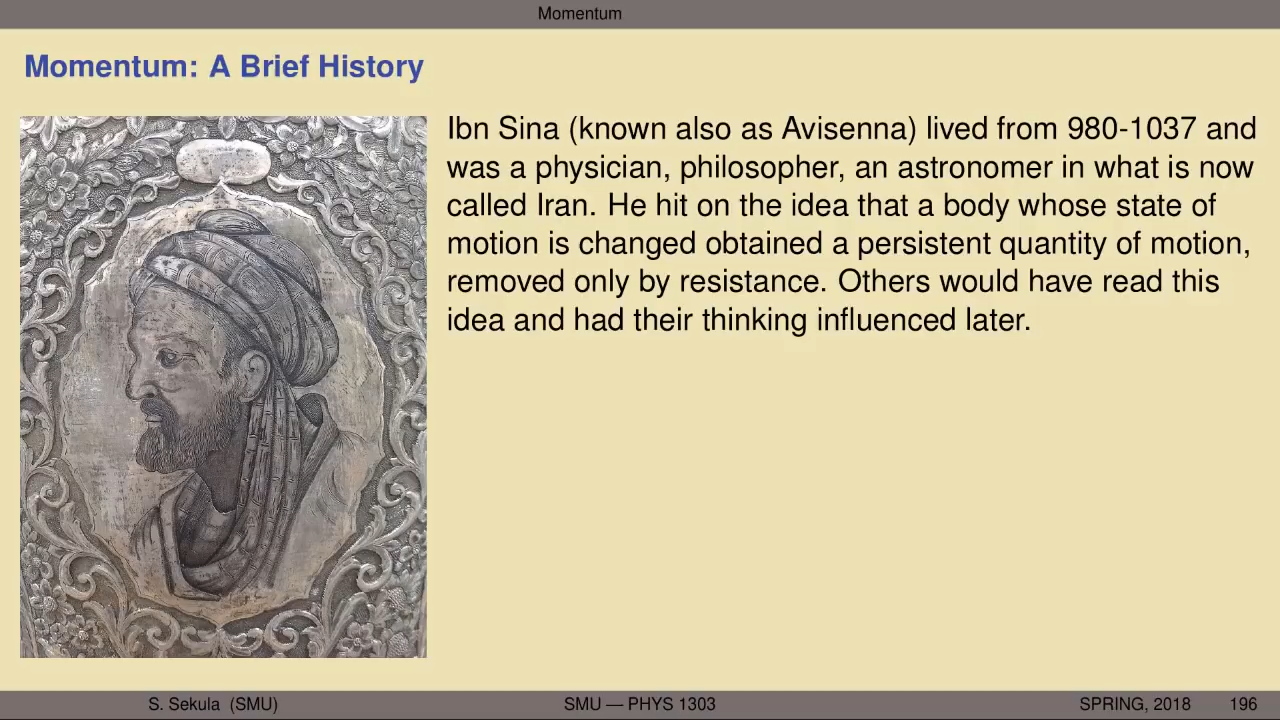 Momentum
Momentum: A Brief History
Ibn Sina (known also as Avisenna) lived from 980-1037 and
was a physician, philosopher, an astronomer in what is now
called Iran. He hit on the idea that a body whose state of
motion is changed obtained a persistent quantity of motion,
removed only by resistance. Others would have read this
idea and had their thinking influenced later.
S. Sekula (SMU) SMU — PHYS 1303 SPRING, 2018 196